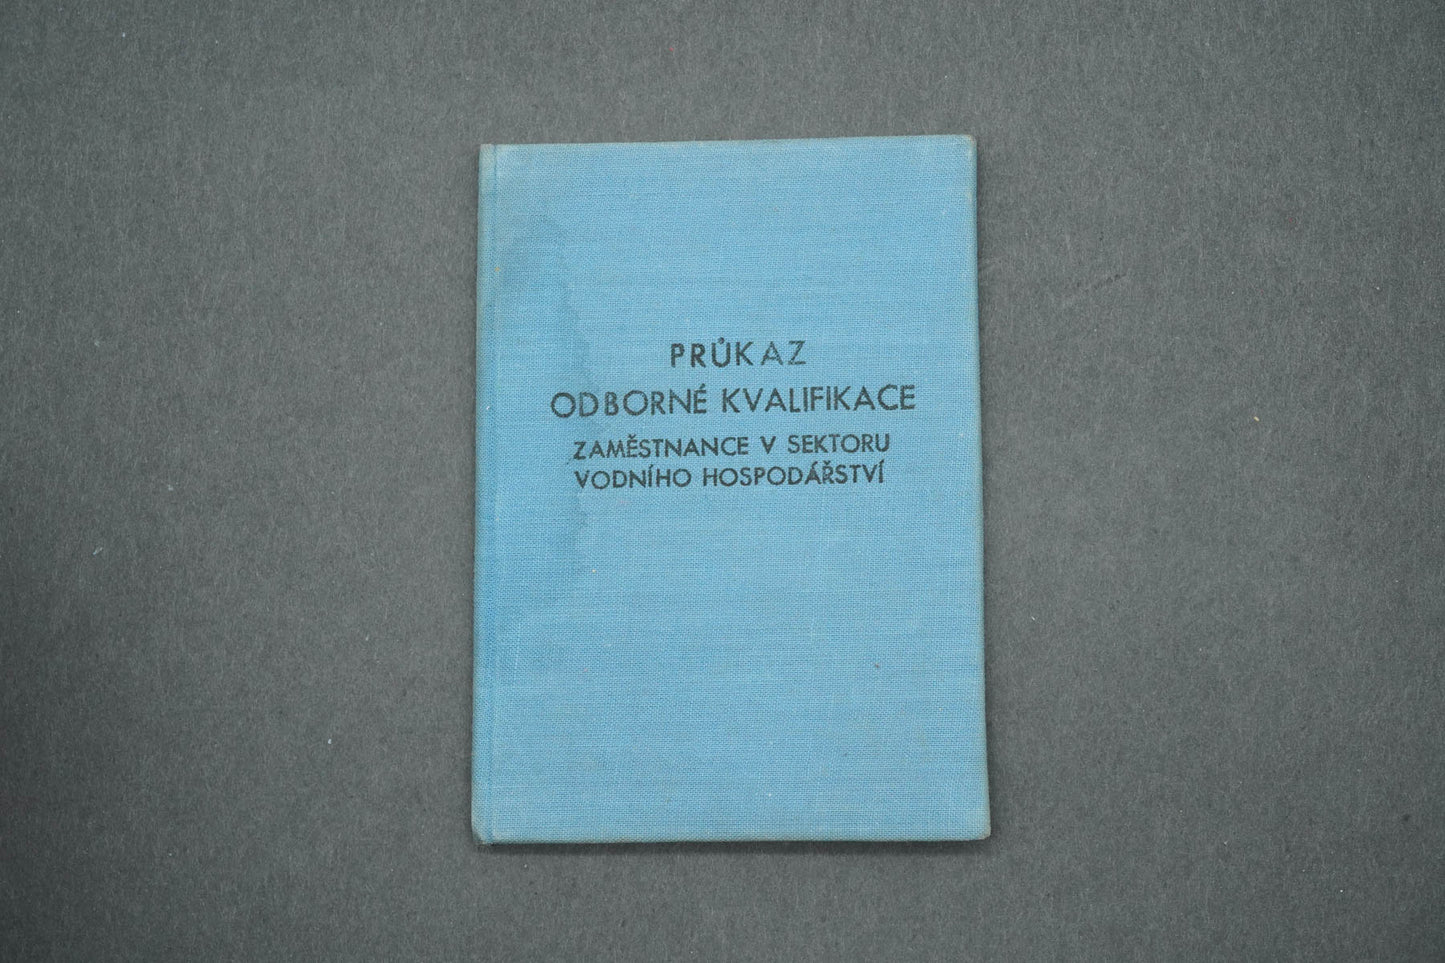 PRŮKAZ
ODBORNÉ KVALIFIKACE
ZAMĚSTNANCE V SEKTORU
VODNÍHO HOSPODÁŘSTVÍ